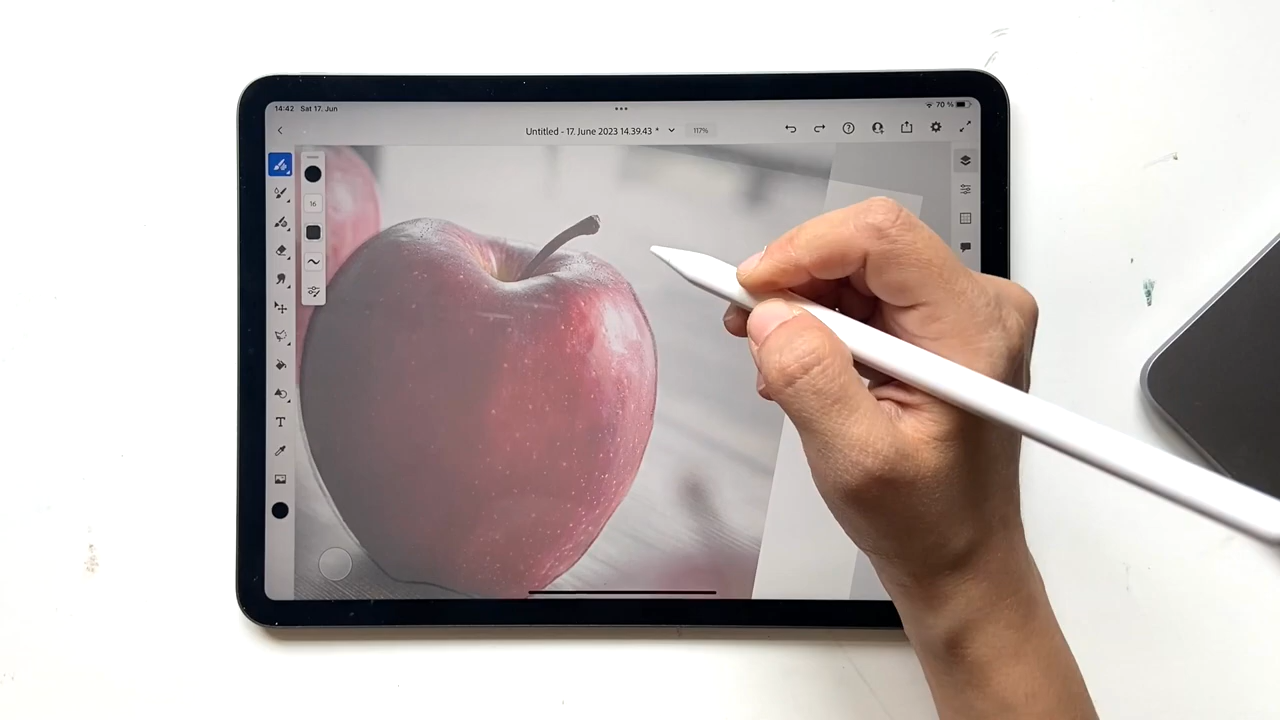 14:42 Sat 17. Jun
70 %
Untitled - 17. June 2023 14.39.43 *
117%
16
T